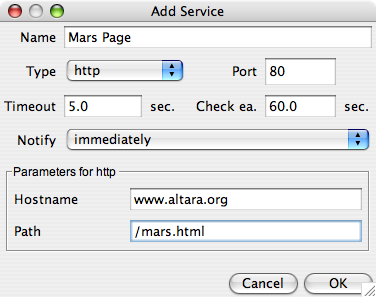 Add Service
Name Mars Page
Type http Port 80
Timeout 5.0 sec. Check ea. 60.0 sec.
Notify immediately
Parameters for http
Hostname www.altara.org
Path /mars.html
Cancel OK